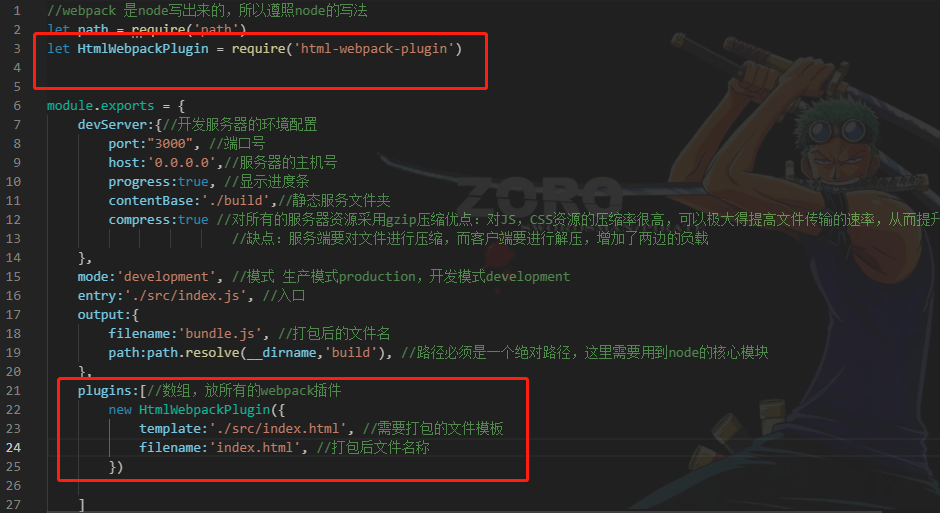 1 //webpack 是node写出来的，所以遵照node的写法
2 let path = require('path')
3 let HtmlWebpackPlugin = require('html-webpack-plugin')
4
5
6 module.exports = {
7 devServer:{//开发服务器的环境配置
8 port:"3000", //端口号
9 host:'0.0.0.0',//服务器的主机号
10 progress:true, //显示进度条
11 contentBase:'./build',//静态服务文件夹
12 compress:true //对所有的服务器资源采用gzip压缩优点：对JS，CSS资源的压缩率很高，可以极大得提高文件传输的速率，从而提升
13 //缺点：服务端要对文件进行压缩，而客户端要进行解压，增加了两边的负载
14 },
15 mode:'development', //模式 生产模式production，开发模式development
16 entry:'./src/index.js', //入口
17 output:{
18 filename:'bundle.js', //打包后的文件名
19 path:path.resolve(__dirname,'build'), //路径必须是一个绝对路径，这里需要用到node的核心模块
20 },
21 plugins:[//数组，放所有的webpack插件
22 new HtmlWebpackPlugin({
23 template:'./src/index.html', //需要打包的文件模板
24 filename:'index.html', //打包后文件名称
25 })
26
27 ]
ZORO